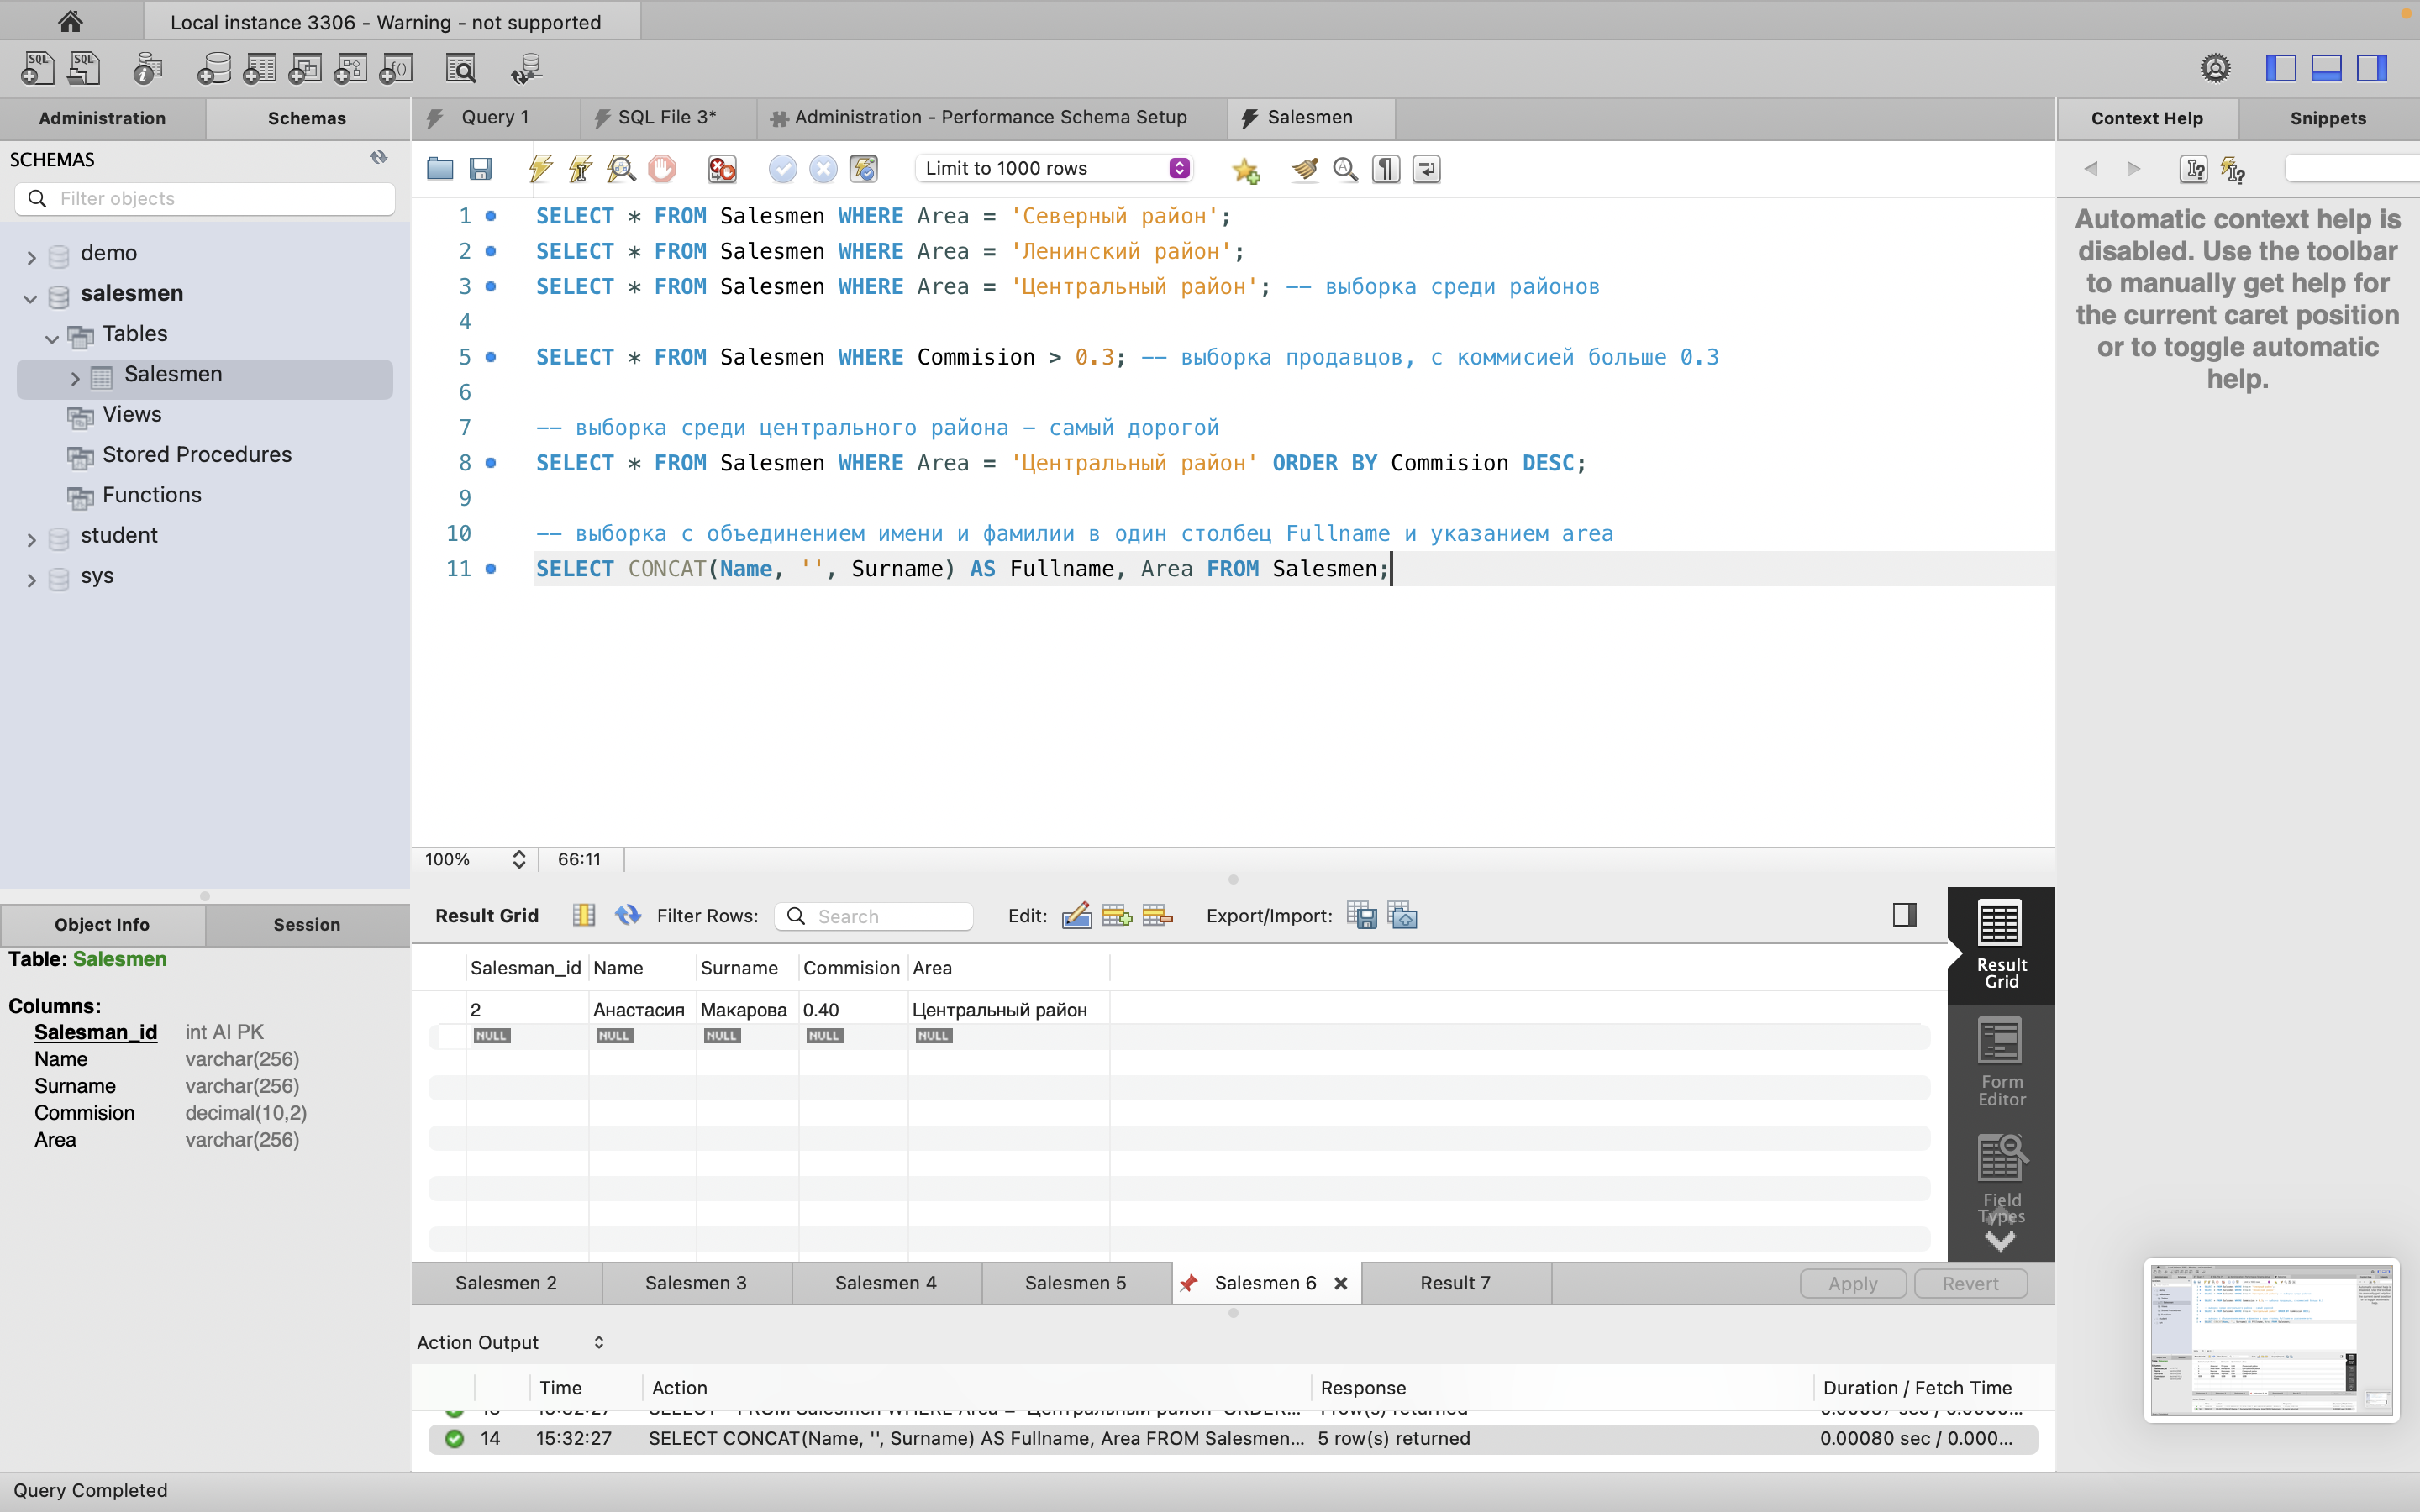 Local instance 3306 - Warning - not supported
Administration
Schemas
Query 1
SQL File 3*
Administration - Performance Schema Setup
Salesmen
Context Help
Snippets
SCHEMAS
Filter objects
Limit to 1000 rows
demo
salesmen
Tables
Salesmen
Views
Stored Procedures
Functions
student
sys
1 SELECT * FROM Salesmen WHERE Area = 'Северный район';
2 SELECT * FROM Salesmen WHERE Area = 'Ленинский район';
3 SELECT * FROM Salesmen WHERE Area = 'Центральный район'; -- выборка среди районов
4
5 SELECT * FROM Salesmen WHERE Commision > 0.3; -- выборка продавцов, с коммисией больше 0.3
6
7 -- выборка среди центрального района - самый дорогой
8 SELECT * FROM Salesmen WHERE Area = 'Центральный район' ORDER BY Commision DESC;
9
10 -- выборка с объединением имени и фамилии в один столбец Fullname и указанием area
11 SELECT CONCAT(Name, '', Surname) AS Fullname, Area FROM Salesmen;
Automatic context help is
disabled. Use the toolbar
to manually get help for
the current caret position
or to toggle automatic
help.
100%
66:11
Object Info
Session
Table: Salesmen
Columns:
Salesman_id int AI PK
Name varchar(256)
Surname varchar(256)
Commision decimal(10,2)
Area varchar(256)
Result Grid
Filter Rows:
Search
Edit:
Export/Import:
Salesman_id Name Surname Commision Area
2 Анастасия Макарова 0.40 Центральный район
NULL NULL NULL NULL NULL
Result
Grid
Form
Editor
Field
Types
Salesmen 2
Salesmen 3
Salesmen 4
Salesmen 5
Salesmen 6
Result 7
Apply
Revert
Action Output
Time Action Response Duration / Fetch Time
14 15:32:27 SELECT CONCAT(Name, '', Surname) AS Fullname, Area FROM Salesmen... 5 row(s) returned 0.00080 sec / 0.000...
Query Completed